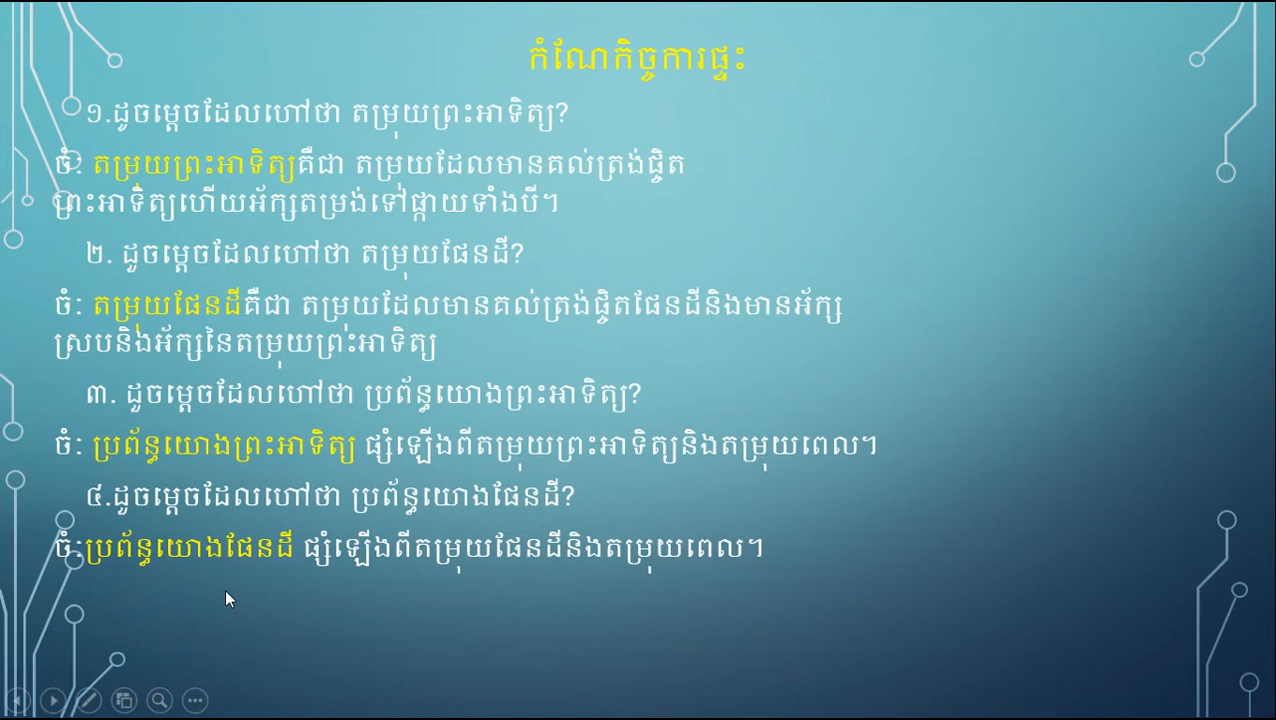 កំណែកិច្ចការផ្ទះ
១.ដូចម្ដេចដែលហៅថា តម្រុយព្រះអាទិត្យ?
ចំ: តម្រុយព្រះអាទិត្យគឺជា តម្រុយដែលមានគល់ត្រង់ផ្ចិត
ព្រះអាទិត្យហើយអ័ក្សតម្រង់ទៅផ្កាយទាំងបី។
២. ដូចម្ដេចដែលហៅថា តម្រុយផែនដី?
ចំ: តម្រុយផែនដីគឺជា តម្រុយដែលមានគល់ត្រង់ផ្ចិតផែនដីនិងមានអ័ក្ស
ស្របនិងអ័ក្សនៃតម្រុយព្រះអាទិត្យ
៣. ដូចម្ដេចដែលហៅថា ប្រព័ន្ធយោងព្រះអាទិត្យ?
ចំ: ប្រព័ន្ធយោងព្រះអាទិត្យ ផ្សំឡើងពីតម្រុយព្រះអាទិត្យនិងតម្រុយពេល។
៤.ដូចម្ដេចដែលហៅថា ប្រព័ន្ធយោងផែនដី?
ចំ:ប្រព័ន្ធយោងផែនដី ផ្សំឡើងពីតម្រុយផែនដីនិងតម្រុយពេល។